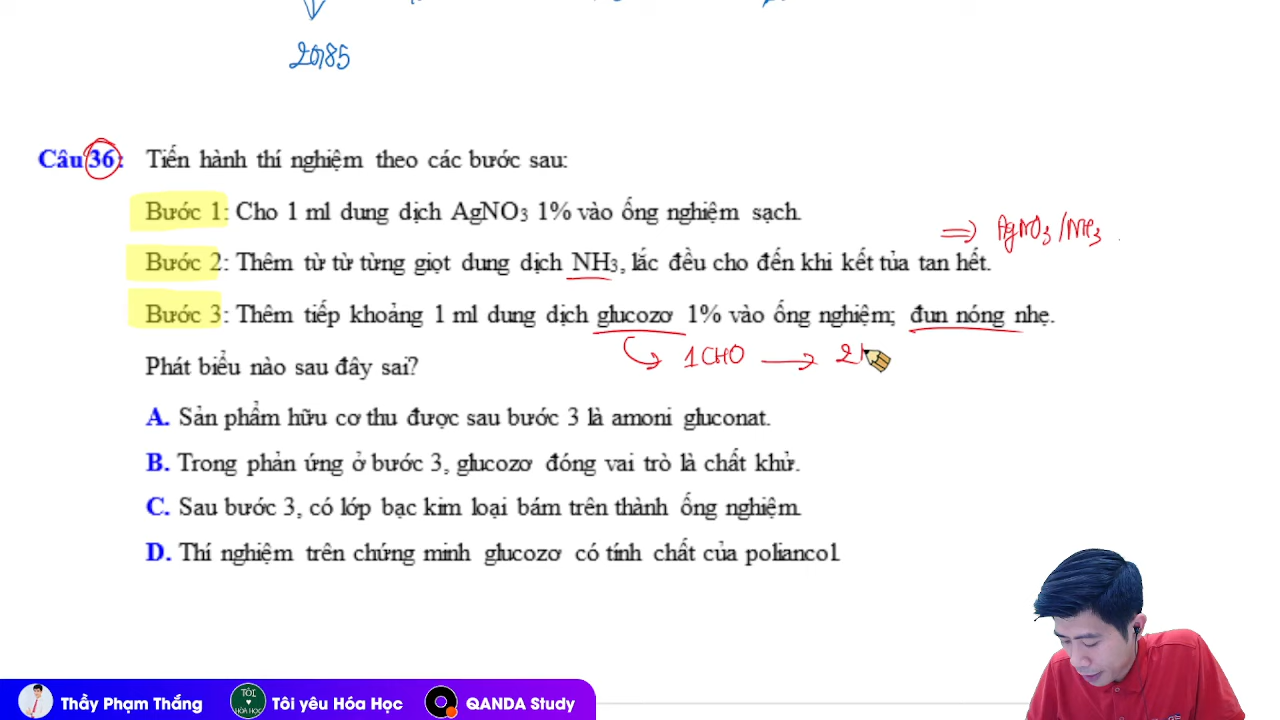 20,85
Câu 36: Tiến hành thí nghiệm theo các bước sau:
Bước 1: Cho 1 ml dung dịch AgNO3 1% vào ống nghiệm sạch.
⇒ AgNO3/NH3
Bước 2: Thêm từ từ từng giọt dung dịch NH3, lắc đều cho đến khi kết tủa tan hết.
Bước 3: Thêm tiếp khoảng 1 ml dung dịch glucozơ 1% vào ống nghiệm; đun nóng nhẹ.
1CHO → 2
Phát biểu nào sau đây sai?
A. Sản phẩm hữu cơ thu được sau bước 3 là amoni gluconat.
B. Trong phản ứng ở bước 3, glucozơ đóng vai trò là chất khử.
C. Sau bước 3, có lớp bạc kim loại bám trên thành ống nghiệm.
D. Thí nghiệm trên chứng minh glucozơ có tính chất của poliancol.
Thầy Phạm Thắng
TÔI ♥ HÓA HỌC
Tôi yêu Hóa Học
QANDA Study